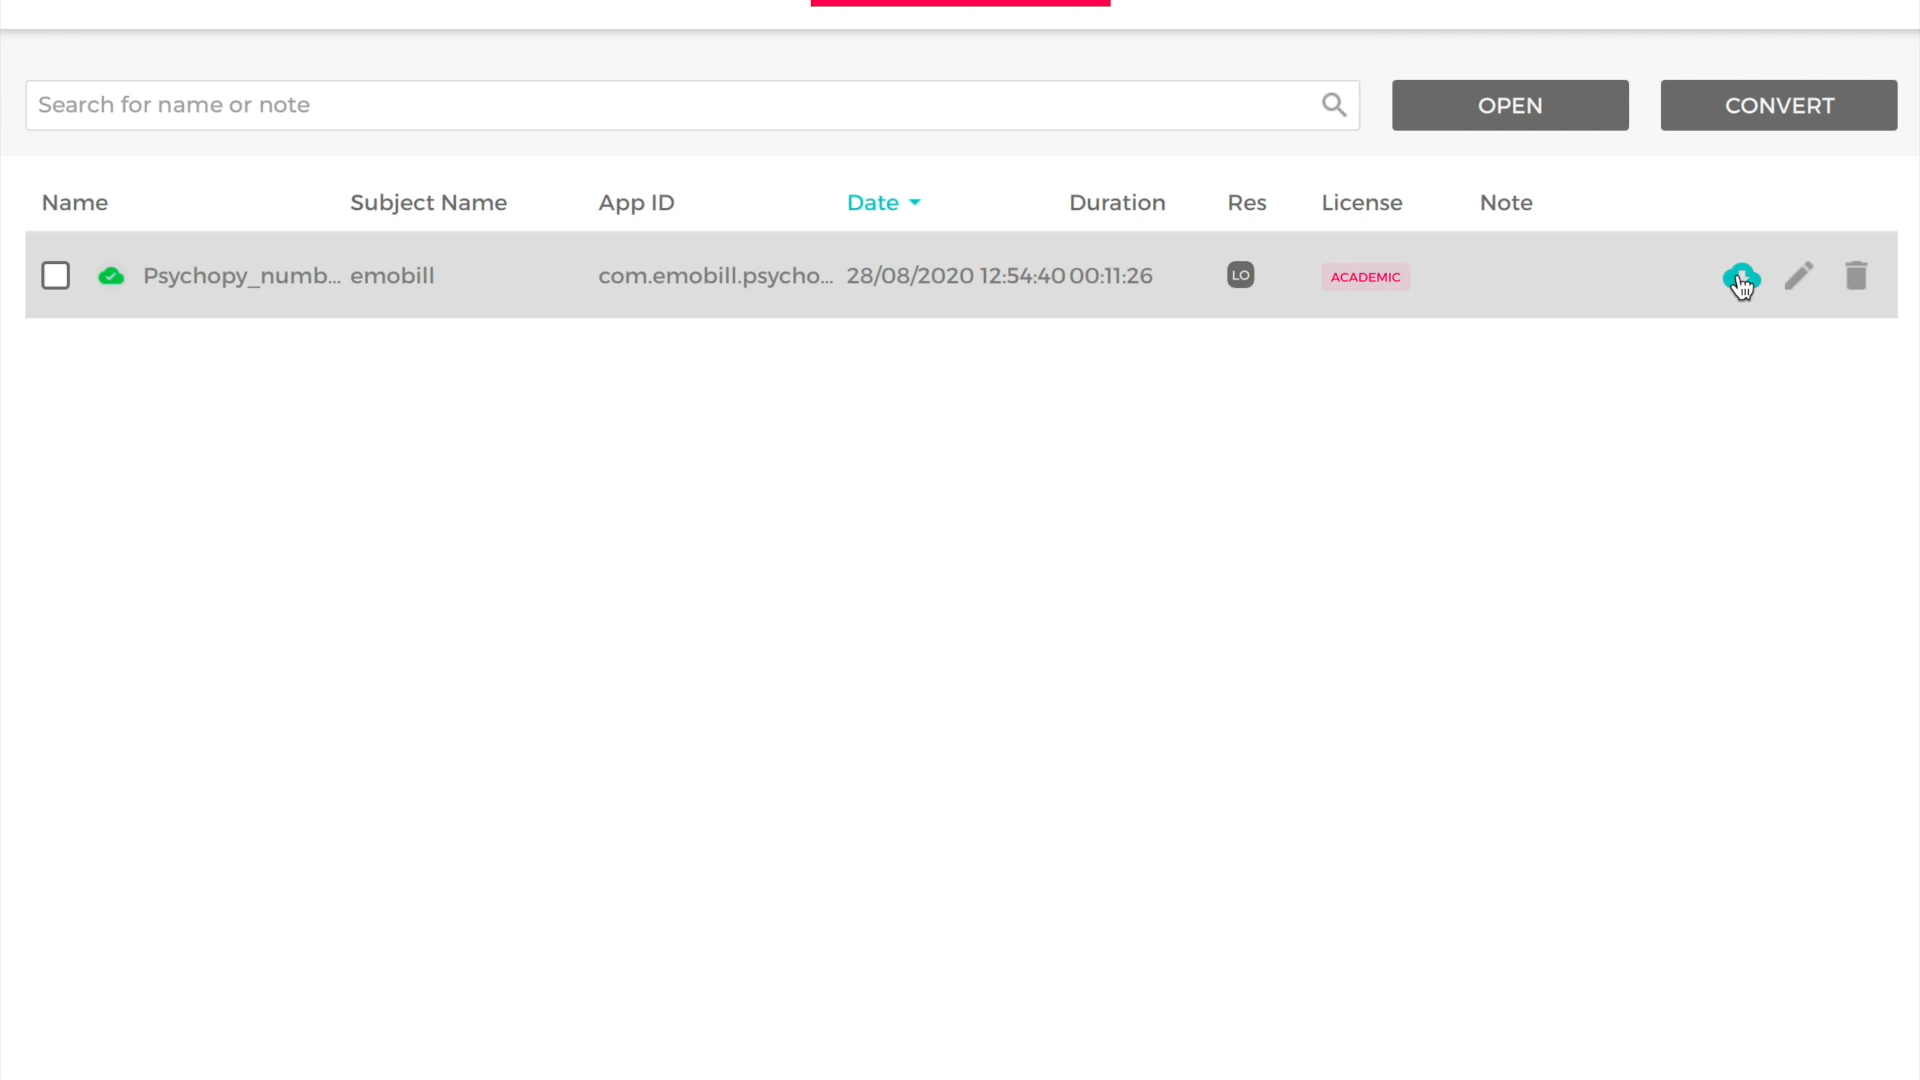 Search for name or note OPEN CONVERT
Name Subject Name App ID Date Duration Res License Note
Psychopy_numb... emobill com.emobill.psycho... 28/08/2020 12:54:40 00:11:26 LO ACADEMIC